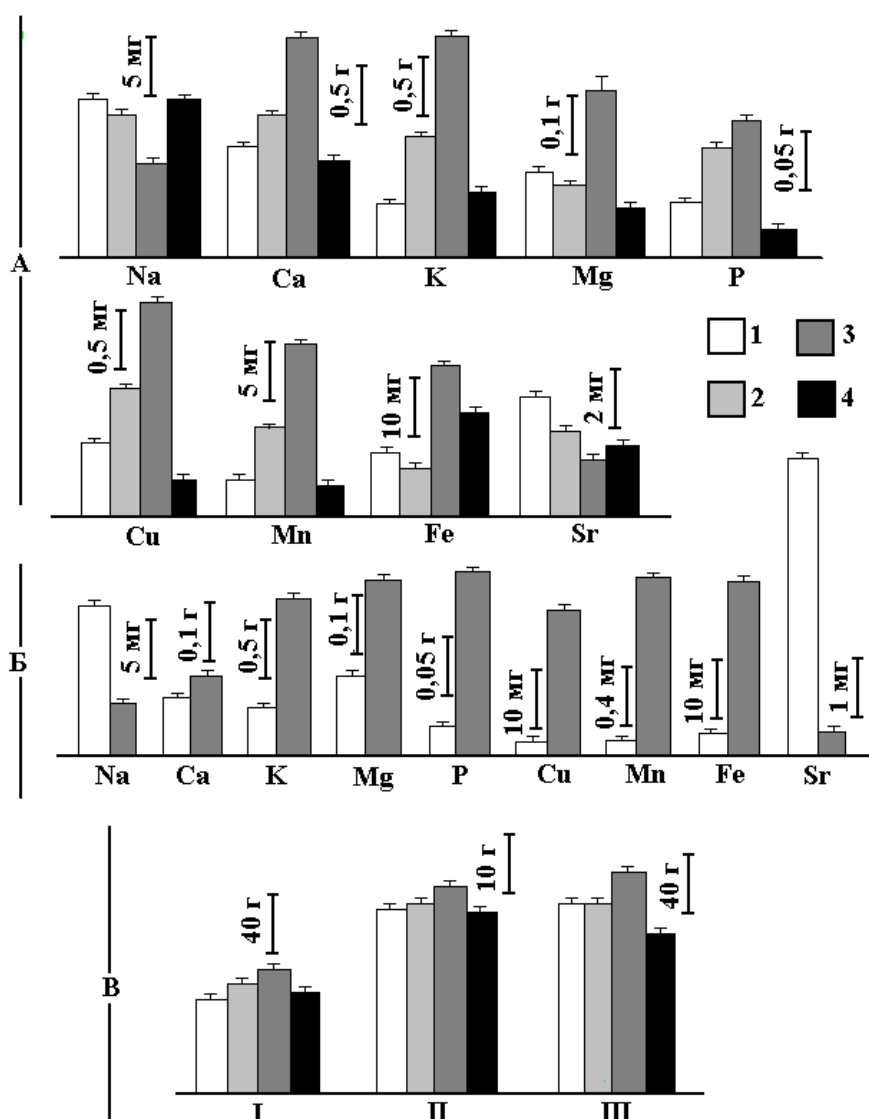 А
5 мг
0,5 г
0,5 г
0,1 г
0,05 г
Na Ca K Mg P
0,5 мг
5 мг
10 мг
2 мг
1 3
2 4
Cu Mn Fe Sr
Б
5 мг
0,1 г
0,5 г
0,1 г
0,05 г
10 мг
0,4 мг
10 мг
1 мг
Na Ca K Mg P Cu Mn Fe Sr
В
40 г
10 г
40 г
I II III